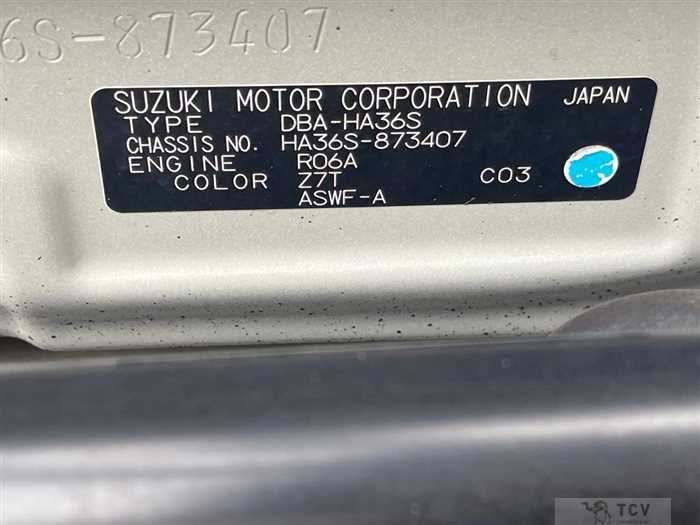 6S-873407
SUZUKI MOTOR CORPORATION JAPAN
TYPE DBA-HA36S
CHASSIS NO. HA36S-873407
ENGINE R06A
COLOR Z7T C03
ASWF-A
TCV